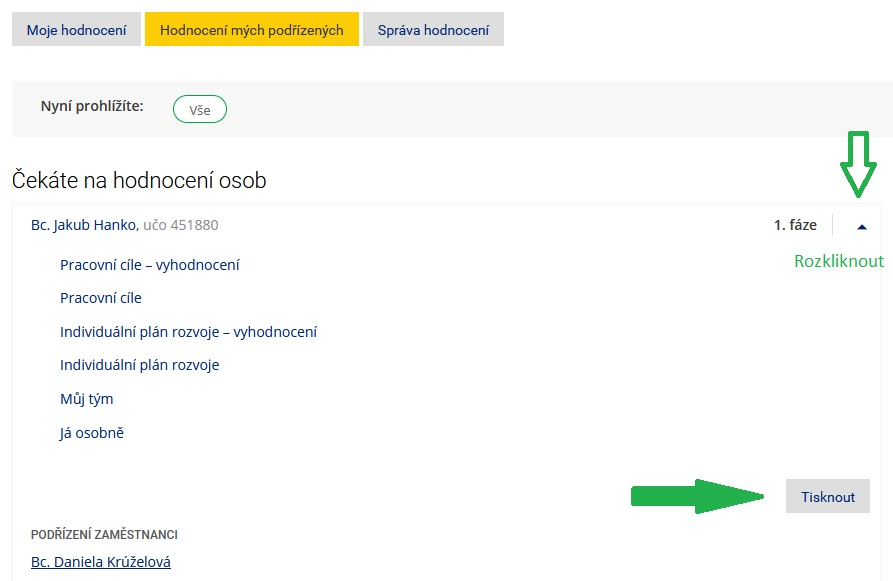 Moje hodnocení Hodnocení mých podřízených Správa hodnocení
Nyní prohlížíte: Vše
Čekáte na hodnocení osob
Bc. Jakub Hanko, učo 451880 1. fáze
Rozkliknout
Pracovní cíle – vyhodnocení
Pracovní cíle
Individuální plán rozvoje – vyhodnocení
Individuální plán rozvoje
Můj tým
Já osobně
Tisknout
PODŘÍZENÍ ZAMĚSTNANCI
Bc. Daniela Krúželová